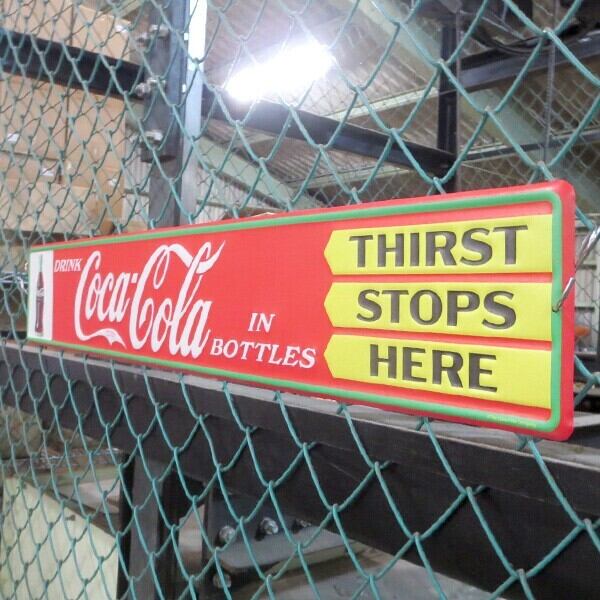 DRINK
Coca-Cola
IN
BOTTLES
THIRST
STOPS
HERE